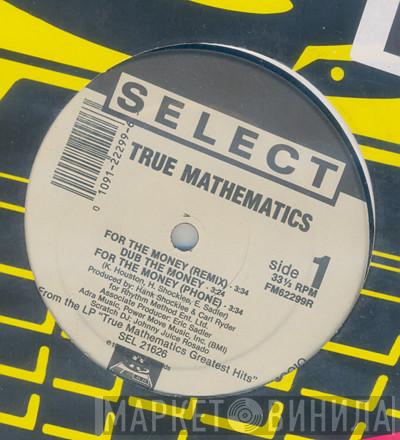 SELECT
TRUE MATHEMATICS
0 1091-22299-0
FOR THE MONEY (REMIX) - 3:34
DUB THE MONEY - 3:24
FOR THE MONEY (PHONE) - 3:34
(K. Houston, H. Shocklee, E. Sadler)
Produced by: Hank Shocklee & Carl Ryder
for Rhythm Method Ent. Ltd.
Associate Producer: Eric Sadler
Adra Music/Power Move Music, Inc. (BMI)
Scratch DJ: Johnny Juice Rosado
From the LP "True Mathematics Greatest Hits"
SEL 21626
side 1
33⅓ RPM
FM62299R
МАРКЕТ ВИНИЛА